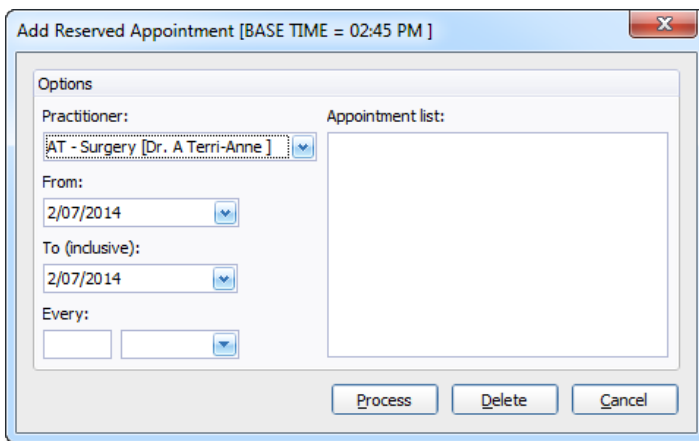 Add Reserved Appointment [BASE TIME = 02:45 PM ]
Options
Practitioner:
AT - Surgery [Dr. A Terri-Anne ]
From:
2/07/2014
To (inclusive):
2/07/2014
Every:
Appointment list:
Process
Delete
Cancel